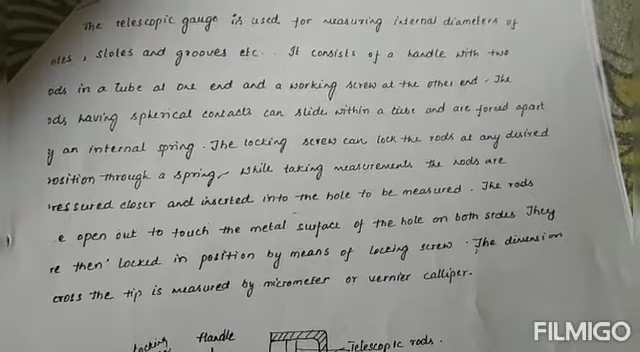 The relescopic gauge is used for measuring internal diameters of
oles, slotes and grooves etc.. It consists of a handle with two
ods in a tube at one end and a working screw at the other end. The
ods having spherical contacts can slide within a tube and are forced apart
y an internal spring. The locking screw can lock the rods at any desired
position through a spring. While taking measurements the rods are
ressured closer and inserted into the hole to be measured. The rods
e open out to touch the metal surface of the hole on both sides They
re then locked in position by means of locking screw. The dimension
cross the tip is measured by micrometer or vernier calliper.
Locking Handle Telescopic rods.
FILMIGO